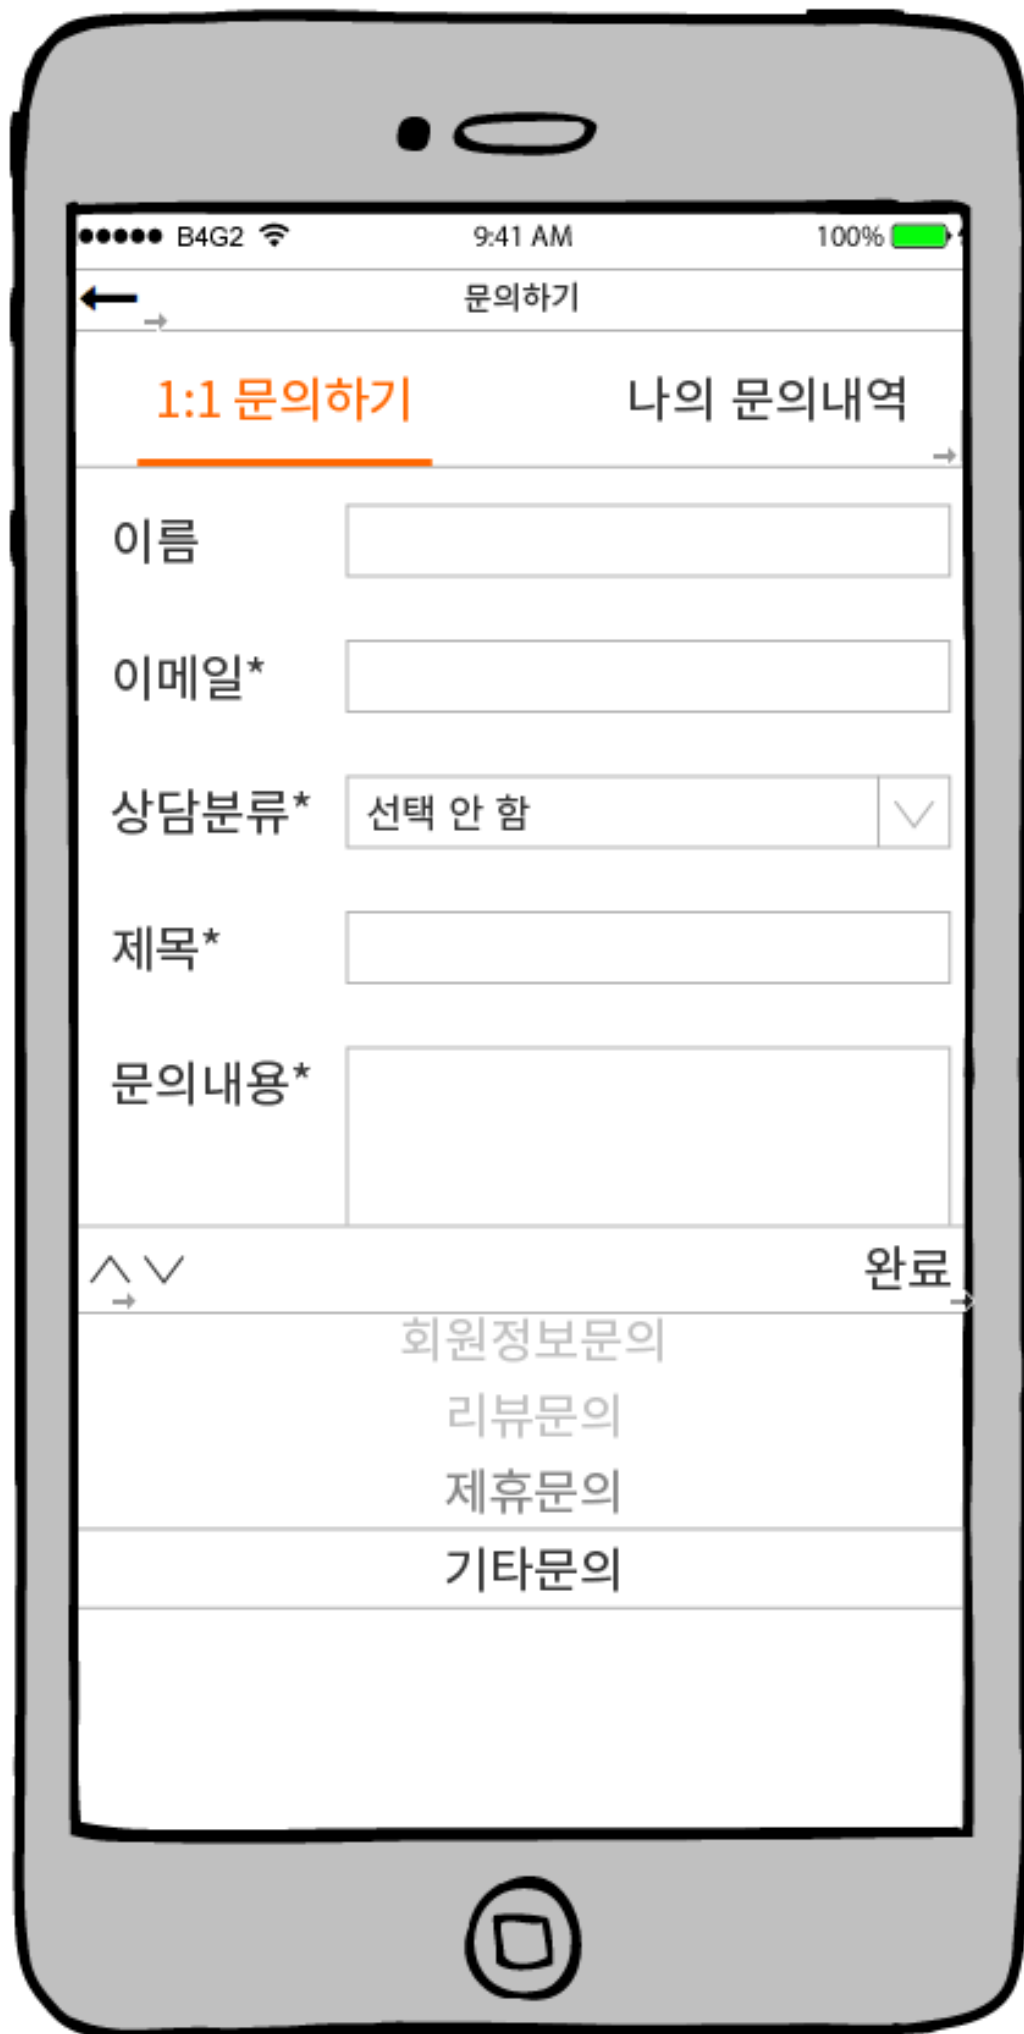 B4G2 9:41 AM 100%
문의하기
1:1 문의하기 나의 문의내역
이름
이메일*
상담분류* 선택 안 함
제목*
문의내용*
완료
회원정보문의
리뷰문의
제휴문의
기타문의